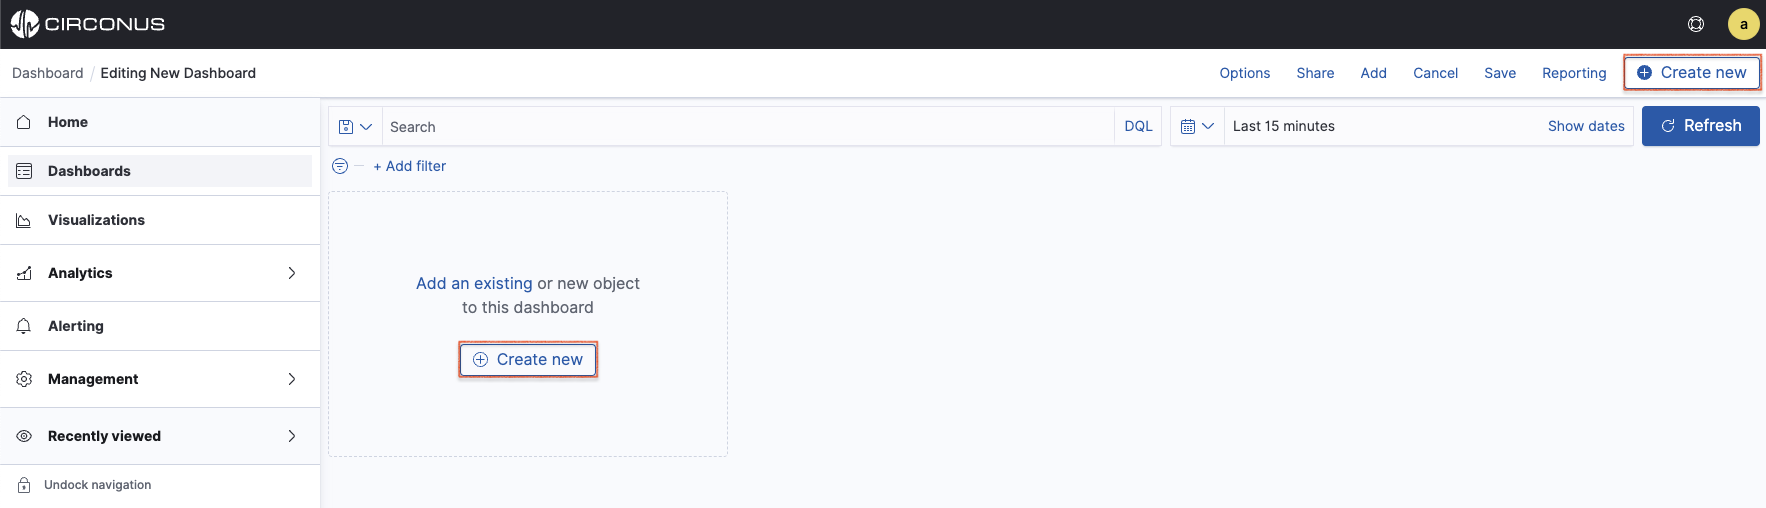 CIRCONUS
a
Dashboard / Editing New Dashboard
Options Share Add Cancel Save Reporting Create new
Home
Dashboards
Visualizations
Analytics
Alerting
Management
Recently viewed
Undock navigation
Search DQL Last 15 minutes Show dates Refresh
+ Add filter
Add an existing or new object
to this dashboard
Create new